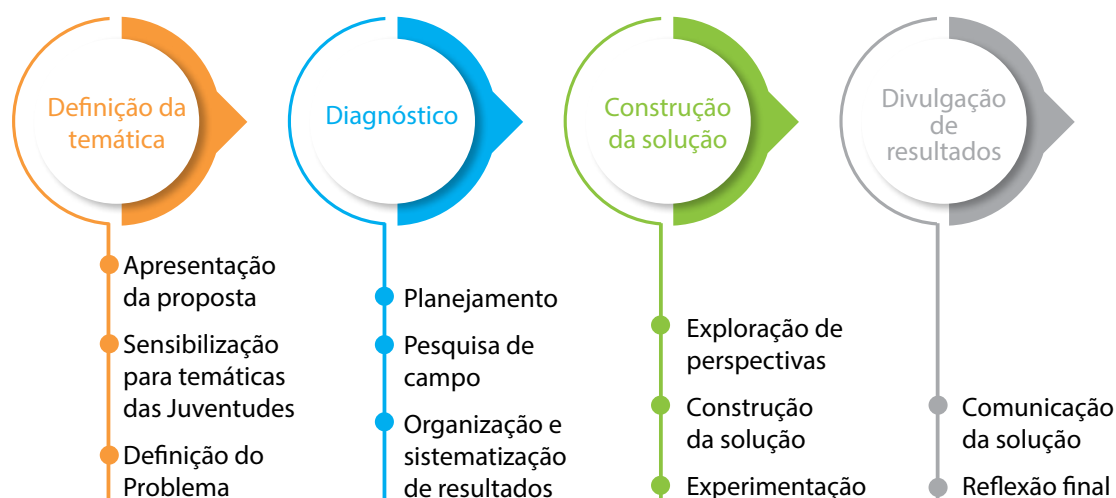 Definição da
temática
Apresentação
da proposta
Sensibilização
para temáticas
das Juventudes
Definição do
Problema
Diagnóstico
Planejamento
Pesquisa de
campo
Organização e
sistematização
de resultados
Construção
da solução
Exploração de
perspectivas
Construção
da solução
Experimentação
Divulgação
de
resultados
Comunicação
da solução
Reflexão final